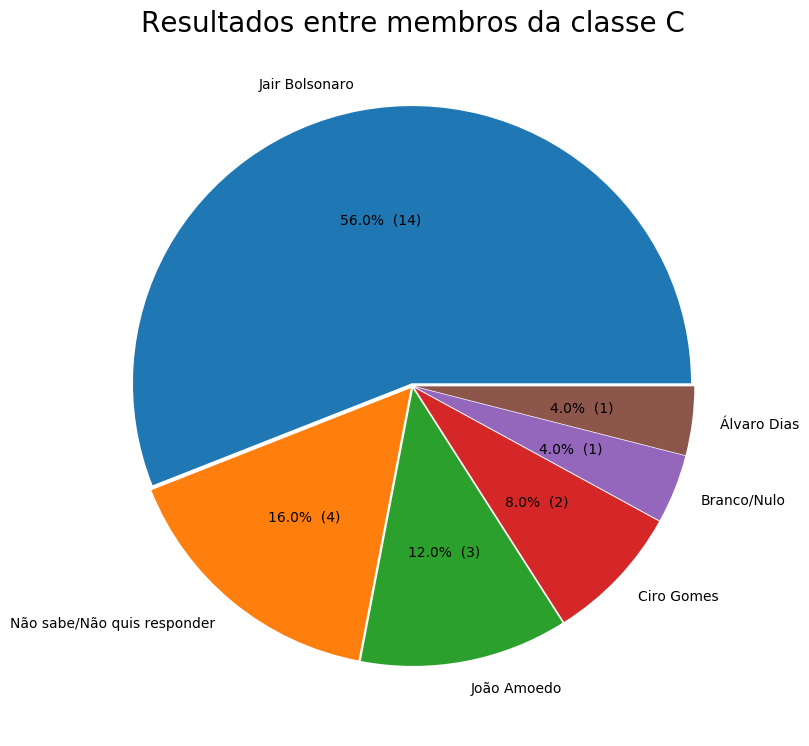 Resultados entre membros da classe C
Jair Bolsonaro
56.0%  (14)
4.0%  (1)
Álvaro Dias
4.0%  (1)
Branco/Nulo
8.0%  (2)
16.0%  (4)
12.0%  (3)
Ciro Gomes
Não sabe/Não quis responder
João Amoedo